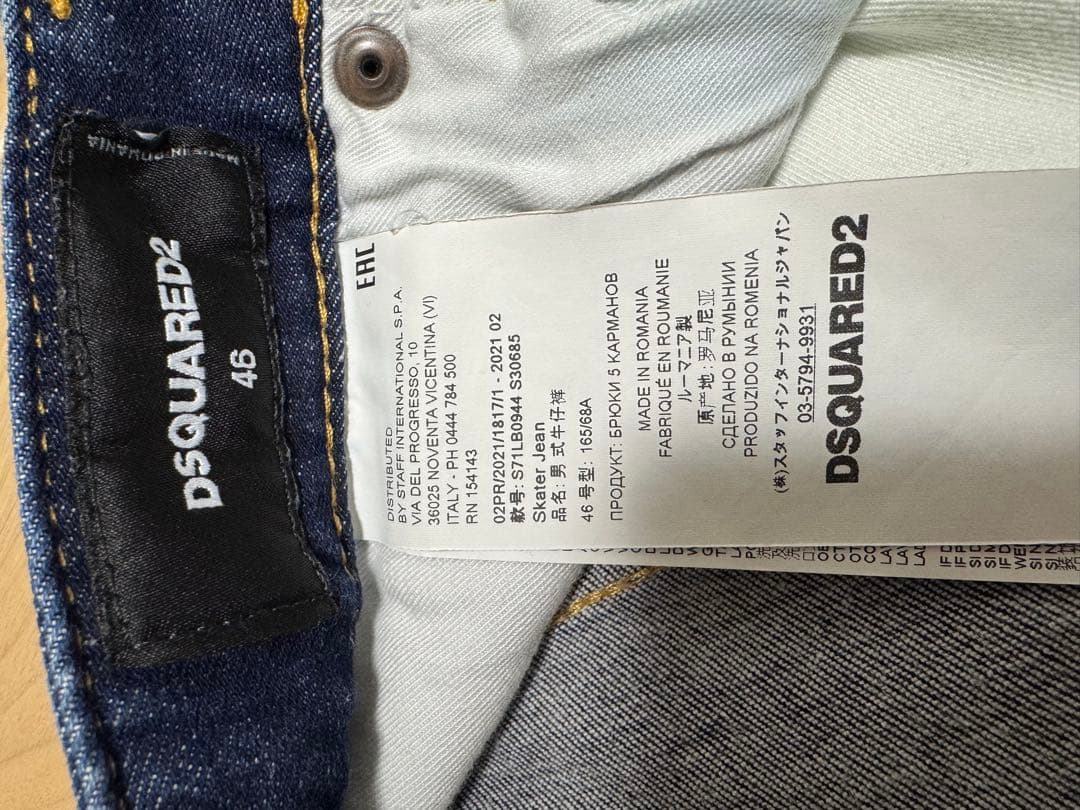 MADE IN ROMANIA
DSQUARED2
46
EAC
DISTRIBUTED
BY STAFF INTERNATIONAL S.P.A.
VIA DEL PROGRESSO, 10
36025 NOVENTA VICENTINA (VI)
ITALY - PH 0444 784 500
RN 154143
02PR/2021/1817/1 - 2021 02
款号: S71LB0944 S30685
Skater Jean
品名: 男 式 牛 仔 裤
46 号型: 165/68A
ПРОДУКТ: БРЮКИ 5 КАРМАНОВ
MADE IN ROMANIA
FABRIQUÉ EN ROUMANIE
ルーマニア製
原产地: 罗马尼亚
СДЕЛАНО В РУМЫНИИ
PRODUZIDO NA ROMENIA
(株)スタッフインターナショナルジャパン
03-5794-9931
DSQUARED2